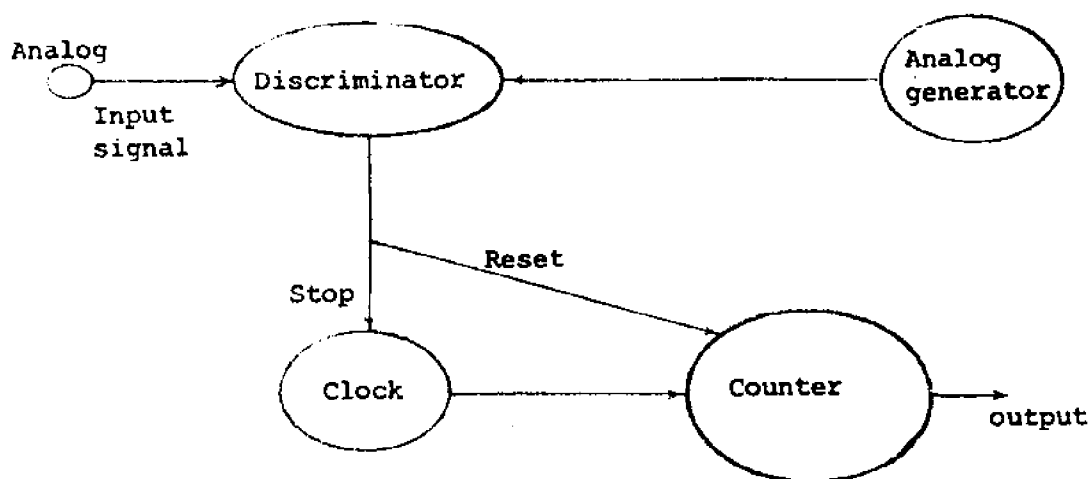 Analog
Input
signal
Discriminator
Analog
generator
Reset
Stop
Clock
Counter
output